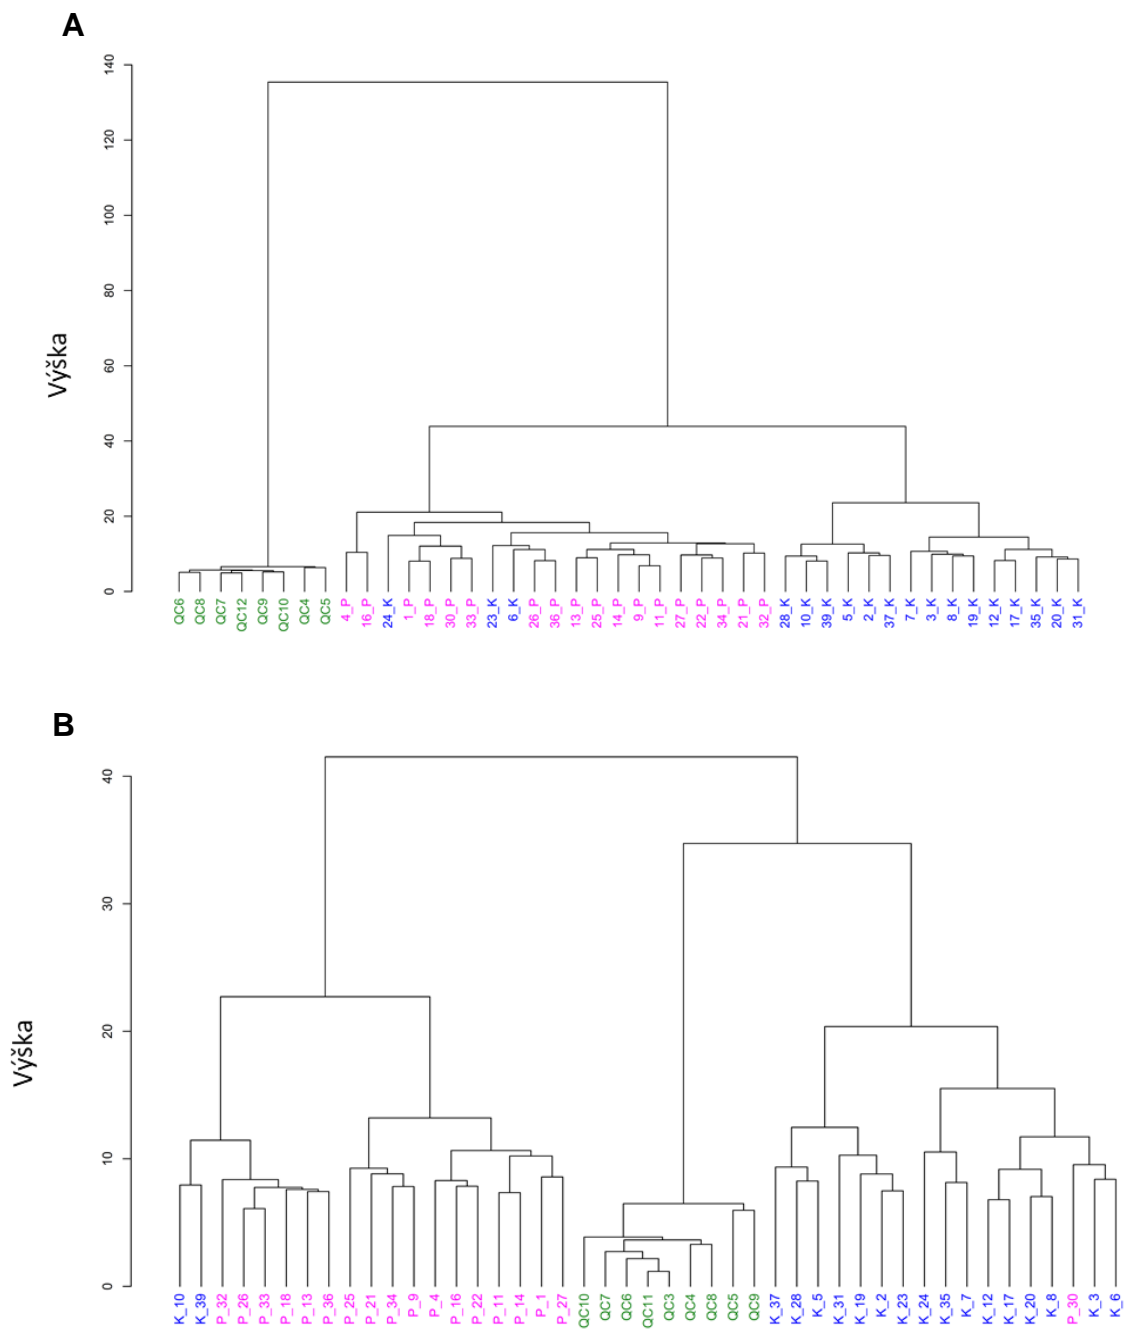 A
140
120
100
80
60
40
20
0
Výška
QC6 QC8 QC7 QC12 QC9 QC10 QC4 QC5 4_P 16_P 24_K 1_P 18_P 30_P 33_P 23_K 6_K 26_P 36_P 13_P 25_P 14_P 9_P 11_P 27_P 22_P 34_P 21_P 32_P 28_K 10_K 39_K 5_K 2_K 37_K 7_K 3_K 8_K 19_K 12_K 17_K 35_K 20_K 31_K
B
40
30
20
10
0
Výška
K_10 K_39 P_32 P_26 P_33 P_18 P_13 P_36 P_25 P_21 P_34 P_9 P_4 P_16 P_22 P_11 P_14 P_1 P_27 QC10 QC7 QC6 QC11 QC3 QC4 QC8 QC5 QC9 K_37 K_28 K_5 K_31 K_19 K_2 K_23 K_24 K_35 K_7 K_12 K_17 K_20 K_8 P_30 K_3 K_6